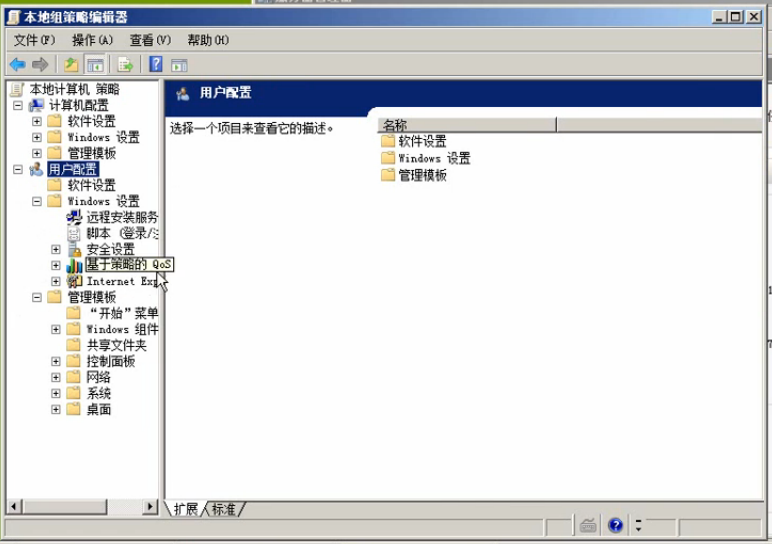 本地组策略编辑器
文件(F) 操作(A) 查看(V) 帮助(H)
本地计算机 策略
计算机配置
软件设置
Windows 设置
管理模板
用户配置
软件设置
Windows 设置
远程安装服务
脚本 (登录/
安全设置
基于策略的 QoS
Internet Exp
管理模板
“开始”菜单
Windows 组件
共享文件夹
控制面板
网络
系统
桌面
用户配置
选择一个项目来查看它的描述。
名称
软件设置
Windows 设置
管理模板
扩展 标准